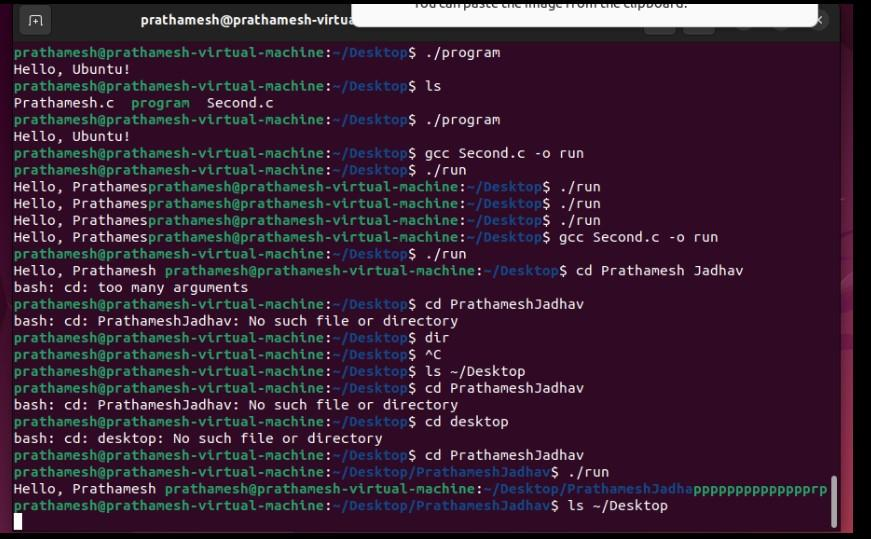 You can paste the image from the clipboard.
prathamesh@prathamesh-virtua
prathamesh@prathamesh-virtual-machine:~/Desktop$ ./program
Hello, Ubuntu!
prathamesh@prathamesh-virtual-machine:~/Desktop$ ls
Prathamesh.c  program  Second.c
prathamesh@prathamesh-virtual-machine:~/Desktop$ ./program
Hello, Ubuntu!
prathamesh@prathamesh-virtual-machine:~/Desktop$ gcc Second.c -o run
prathamesh@prathamesh-virtual-machine:~/Desktop$ ./run
Hello, Prathamesprathamesh@prathamesh-virtual-machine:~/Desktop$ ./run
Hello, Prathamesprathamesh@prathamesh-virtual-machine:~/Desktop$ ./run
Hello, Prathamesprathamesh@prathamesh-virtual-machine:~/Desktop$ ./run
Hello, Prathamesprathamesh@prathamesh-virtual-machine:~/Desktop$ gcc Second.c -o run
prathamesh@prathamesh-virtual-machine:~/Desktop$ ./run
Hello, Prathamesh prathamesh@prathamesh-virtual-machine:~/Desktop$ cd Prathamesh Jadhav
bash: cd: too many arguments
prathamesh@prathamesh-virtual-machine:~/Desktop$ cd PrathameshJadhav
bash: cd: PrathameshJadhav: No such file or directory
prathamesh@prathamesh-virtual-machine:~/Desktop$ dir
prathamesh@prathamesh-virtual-machine:~/Desktop$ ^C
prathamesh@prathamesh-virtual-machine:~/Desktop$ ls ~/Desktop
prathamesh@prathamesh-virtual-machine:~/Desktop$ cd PrathameshJadhav
bash: cd: PrathameshJadhav: No such file or directory
prathamesh@prathamesh-virtual-machine:~/Desktop$ cd desktop
bash: cd: desktop: No such file or directory
prathamesh@prathamesh-virtual-machine:~/Desktop$ cd PrathameshJadhav
prathamesh@prathamesh-virtual-machine:~/Desktop/PrathameshJadhav$ ./run
Hello, Prathamesh prathamesh@prathamesh-virtual-machine:~/Desktop/PrathameshJadhapppppppppppppprp
prathamesh@prathamesh-virtual-machine:~/Desktop/PrathameshJadhav$ ls ~/Desktop